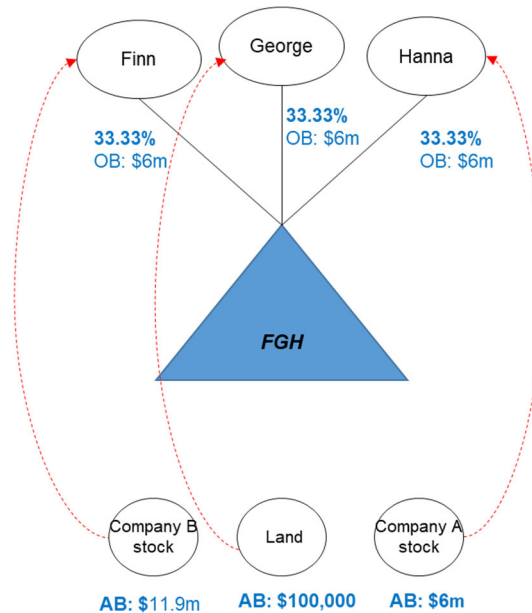 Finn
George
Hanna
33.33%
OB: $6m
33.33%
OB: $6m
33.33%
OB: $6m
FGH
Company B
stock
Land
Company A
stock
AB: $11.9m
AB: $100,000
AB: $6m